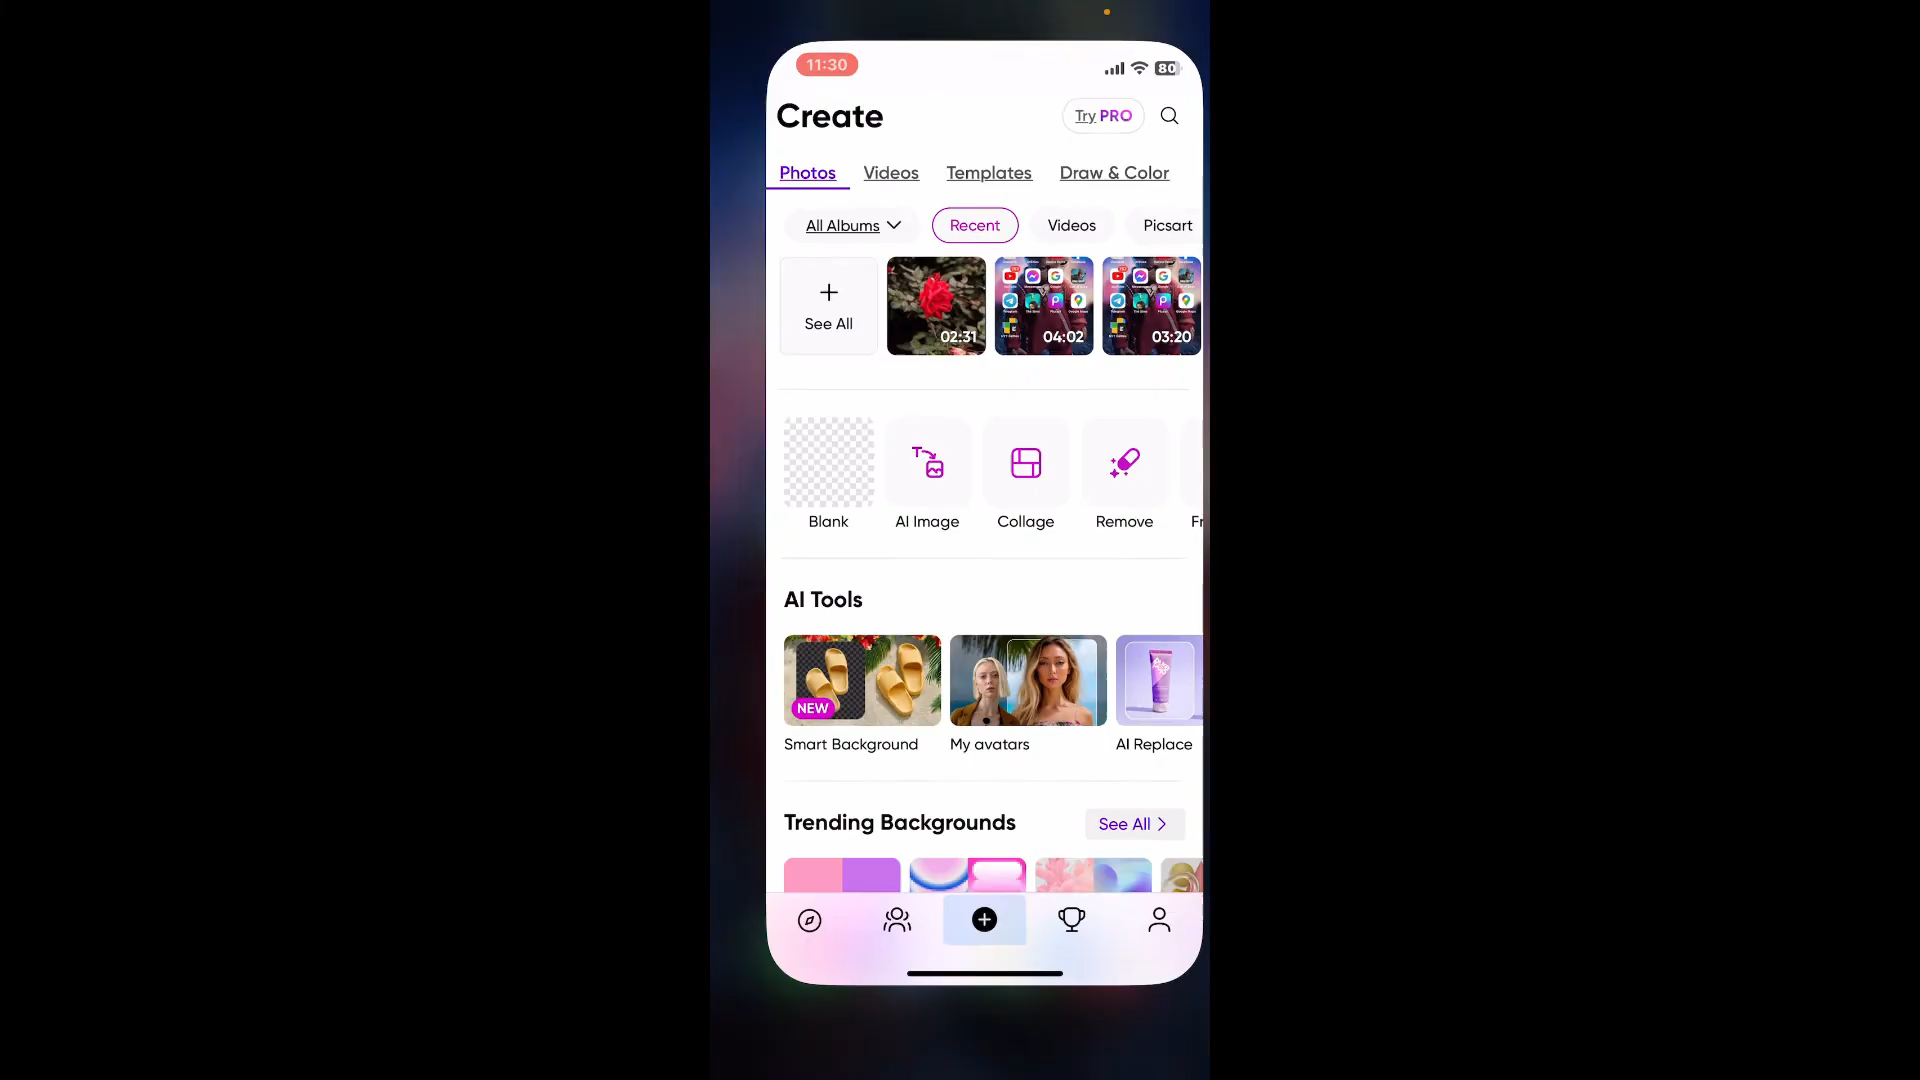 11:30
80
Create
Try PRO
Photos Videos Templates Draw & Color
All Albums Recent Videos Picsart
See All
02:31
04:02
03:20
Blank AI Image Collage Remove Fr
AI Tools
NEW
Smart Background My avatars AI Replace
Trending Backgrounds See All